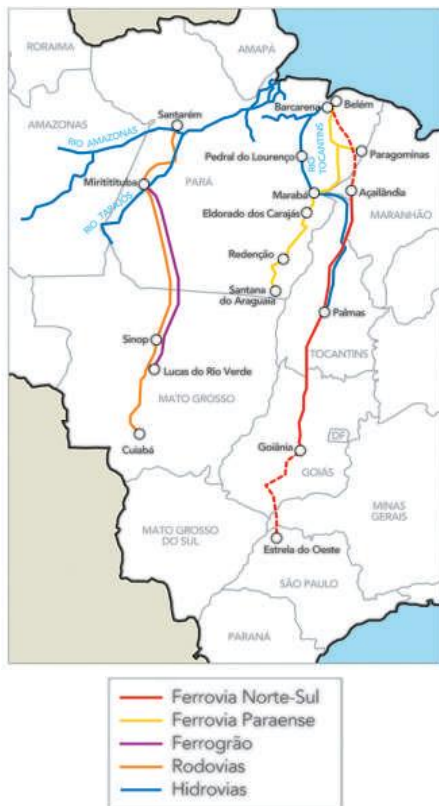 RORAIMA
AMAPÁ
AMAZONAS
RIO AMAZONAS
Santarém
Barcarena
Belém
RIO TOCANTINS
Pedral do Lourenço
Paragominas
Mirititituba
PARÁ
RIO TAPAJÓS
Marabá
Açailândia
Eldorado dos Carajás
MARANHÃO
Redenção
Santana
do Araguaia
Palmas
Sinop
TOCANTINS
Lucas do Rio Verde
MATO GROSSO
Cuiabá
Goiânia
DF
GOIÁS
MINAS
GERAIS
MATO GROSSO
DO SUL
Estrela do Oeste
SÃO PAULO
PARANÁ
Ferrovia Norte-Sul
Ferrovia Paraense
Ferrogrão
Rodovias
Hidrovias